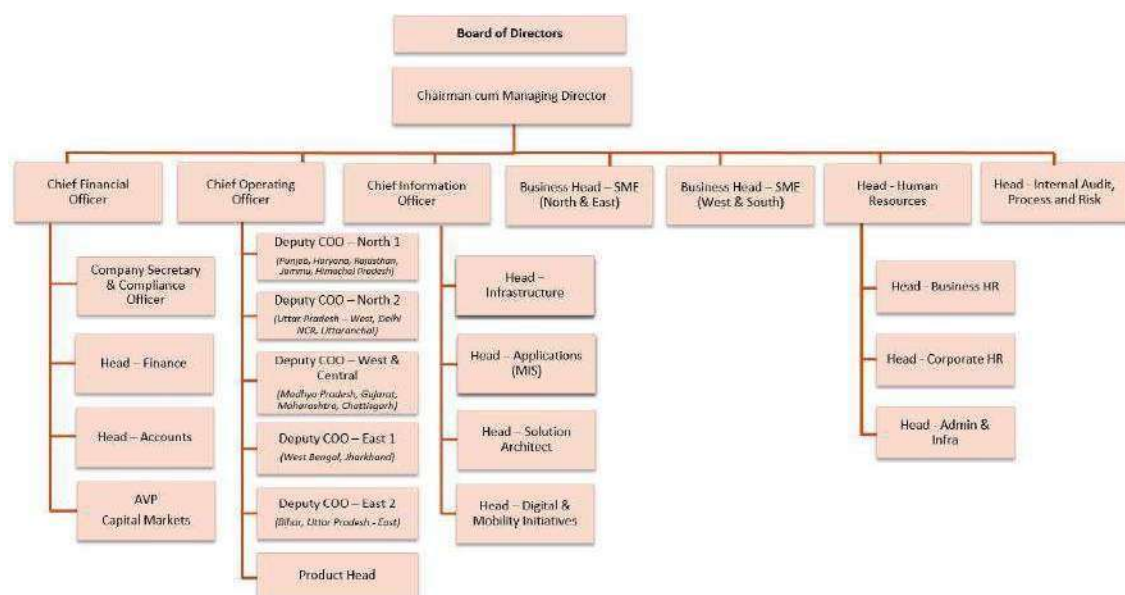 Board of Directors
Chairman cum Managing Director
Chief Financial
Officer
Chief Operating
Officer
Chief Information
Officer
Business Head – SME
(North & East)
Business Head – SME
(West & South)
Head - Human
Resources
Head - Internal Audit,
Process and Risk
Company Secretary
& Compliance
Officer
Head – Finance
Head – Accounts
AVP
Capital Markets
Deputy COO – North 1
(Punjab, Haryana, Rajasthan,
Jammu, Himachal Pradesh)
Deputy COO – North 2
(Uttar Pradesh – West, Delhi
NCR, Uttaranchal)
Deputy COO – West &
Central
(Madhya Pradesh, Gujarat,
Maharashtra, Chattisgarh)
Deputy COO – East 1
(West Bengal, Jharkhand)
Deputy COO – East 2
(Bihar, Uttar Pradesh - East)
Product Head
Head –
Infrastructure
Head – Applications
(MIS)
Head – Solution
Architect
Head – Digital &
Mobility Initiatives
Head - Business HR
Head - Corporate HR
Head - Admin &
Infra